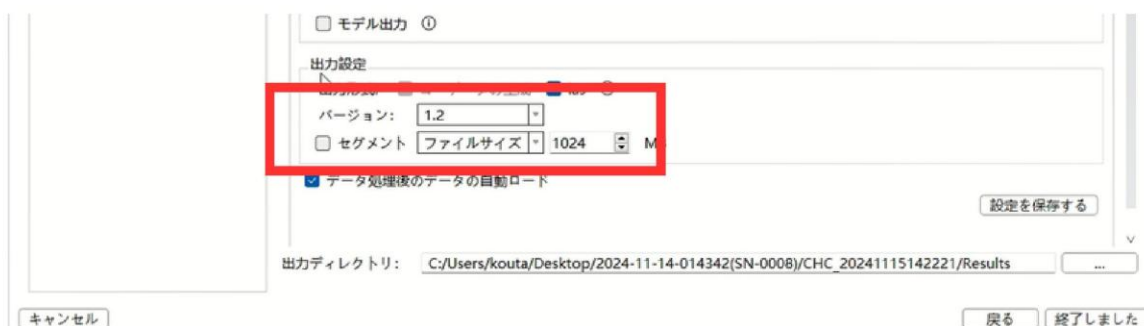 モデル出力 ⓘ
出力設定
バージョン: 1.2
セグメント ファイルサイズ 1024
データ処理後のデータの自動ロード
設定を保存する
出力ディレクトリ: C:/Users/kouta/Desktop/2024-11-14-014342(SN-0008)/CHC_20241115142221/Results ...
キャンセル 戻る 終了しました